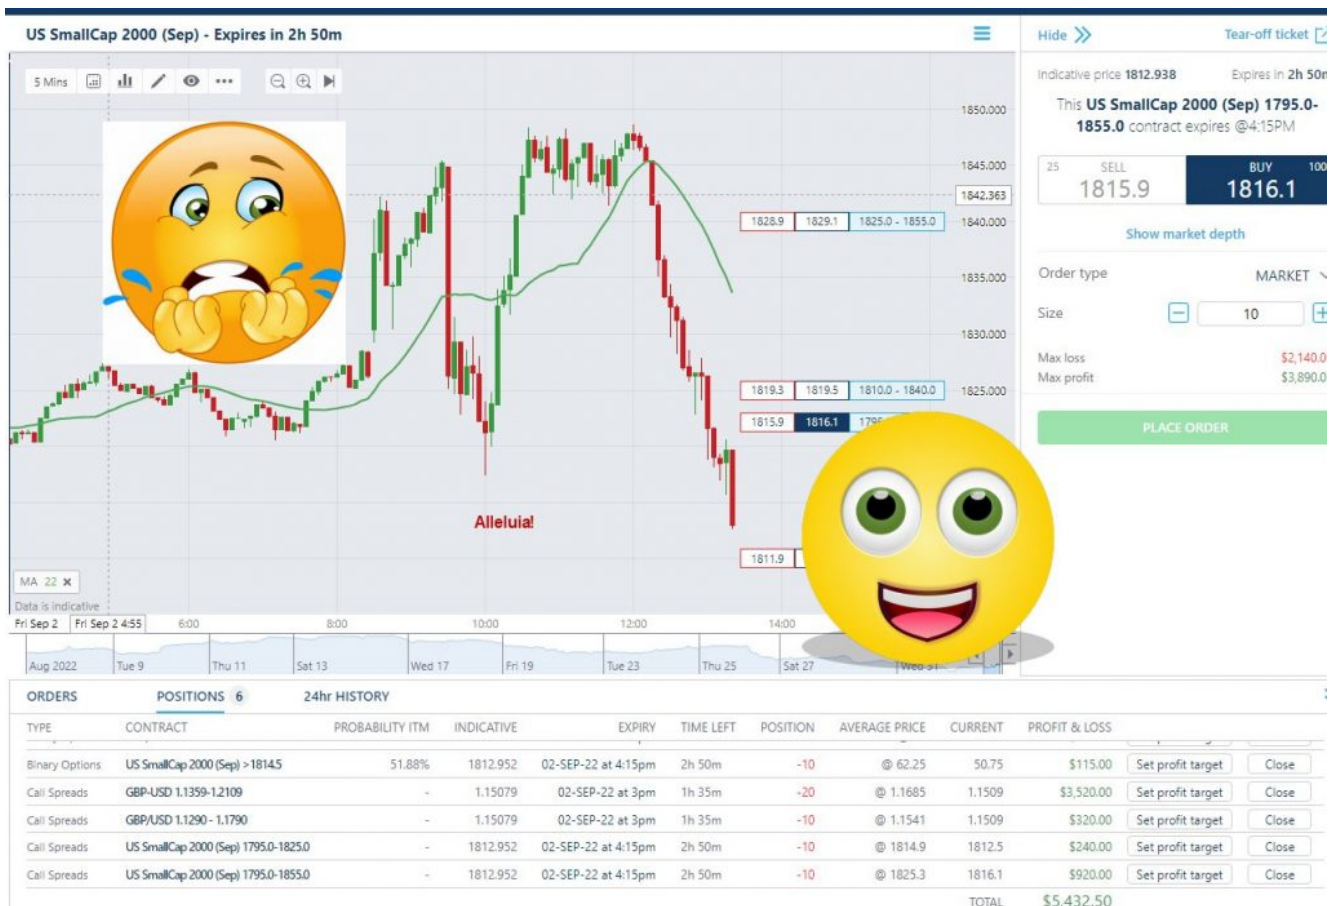 US SmallCap 2000 (Sep) - Expires in 2h 50m
Hide
Tear-off ticket
5 Mins
Indicative price 1812.938
Expires in 2h 50m
This US SmallCap 2000 (Sep) 1795.0-
1855.0 contract expires @4:15PM
25 SELL
1815.9
BUY 100
1816.1
Show market depth
Order type
MARKET
Size
10
Max loss
$2,140.0
Max profit
$3,890.0
PLACE ORDER
1850.000
1845.000
1842.363
1840.000
1835.000
1830.000
1825.000
1828.9 1829.1 1825.0 - 1855.0
1819.3 1819.5 1810.0 - 1840.0
1815.9 1816.1
1811.9
Alleluia!
MA 22
Data is indicative
Fri Sep 2 Fri Sep 2 4:55 6:00 8:00 10:00 12:00 14:00
Aug 2022 Tue 9 Thu 11 Sat 13 Wed 17 Fri 19 Tue 23 Thu 25 Sat 27 Wed 31
ORDERS POSITIONS 6 24hr HISTORY
TYPE CONTRACT PROBABILITY ITM INDICATIVE EXPIRY TIME LEFT POSITION AVERAGE PRICE CURRENT PROFIT & LOSS
Binary Options US SmallCap 2000 (Sep) >1814.5 51.88% 1812.952 02-SEP-22 at 4:15pm 2h 50m -10 @ 62.25 50.75 $115.00 Set profit target Close
Call Spreads GBP-USD 1.1359-1.2109 - 1.15079 02-SEP-22 at 3pm 1h 35m -20 @ 1.1685 1.1509 $3,520.00 Set profit target Close
Call Spreads GBP/USD 1.1290 - 1.1790 - 1.15079 02-SEP-22 at 3pm 1h 35m -10 @ 1.1541 1.1509 $320.00 Set profit target Close
Call Spreads US SmallCap 2000 (Sep) 1795.0-1825.0 - 1812.952 02-SEP-22 at 4:15pm 2h 50m -10 @ 1814.9 1812.5 $240.00 Set profit target Close
Call Spreads US SmallCap 2000 (Sep) 1795.0-1855.0 - 1812.952 02-SEP-22 at 4:15pm 2h 50m -10 @ 1825.3 1816.1 $920.00 Set profit target Close
TOTAL $5,432.50